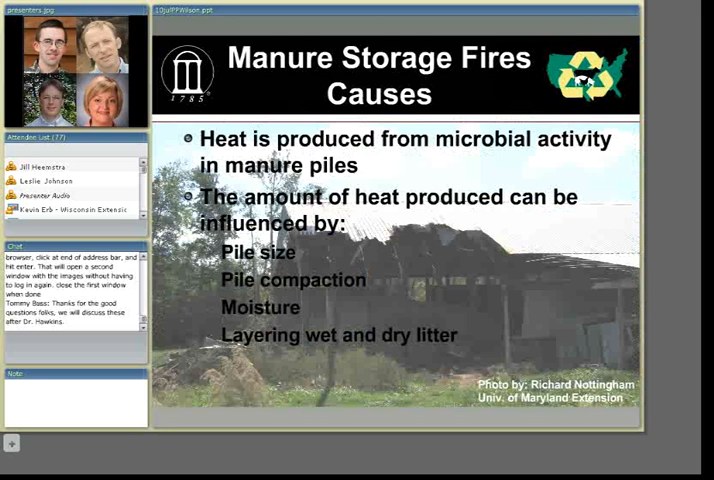 presenters.jpg
1DjulPPWilson.ppt
Manure Storage Fires
Causes
1785
Heat is produced from microbial activity
in manure piles
The amount of heat produced can be
influenced by:
Pile size
Pile compaction
Moisture
Layering wet and dry litter
Photo by: Richard Nottingham
Univ. of Maryland Extension
Attendee List (77)
Jill Heemstra
Leslie Johnson
Presenter Audio
Kevin Erb - Wisconsin Extensic
Chat
browser, click at end of address bar, and
hit enter. That will open a second
window with the images without having
to log in again. close the first window
when done
Tommy Bass: Thanks for the good
questions folks, we will discuss these
after Dr. Hawkins.
Note